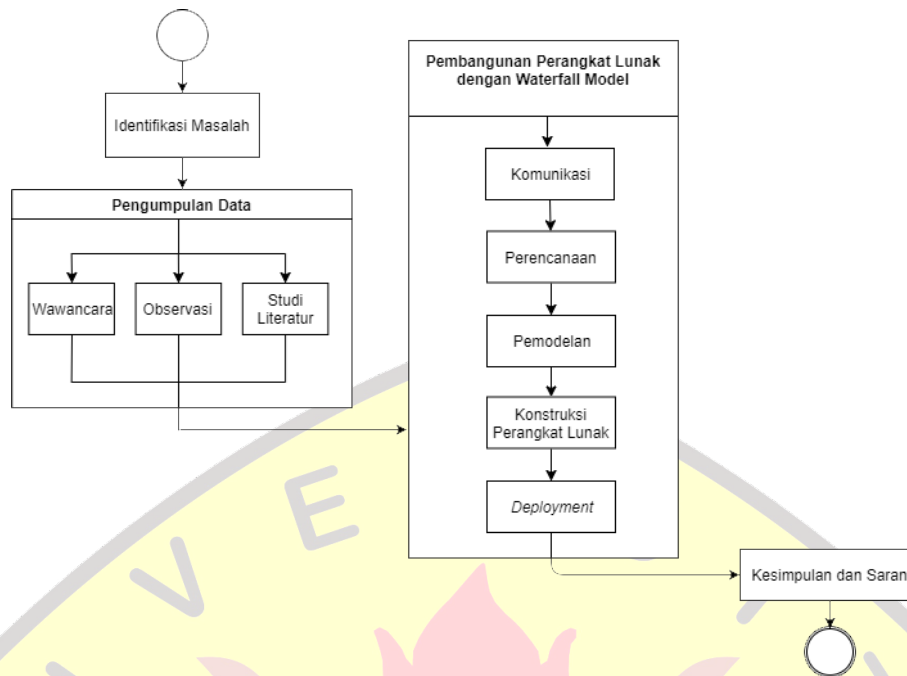 Identifikasi Masalah
Pengumpulan Data
Wawancara
Observasi
Studi
Literatur
Pembangunan Perangkat Lunak
dengan Waterfall Model
Komunikasi
Perencanaan
Pemodelan
Konstruksi
Perangkat Lunak
Deployment
Kesimpulan dan Saran
V E